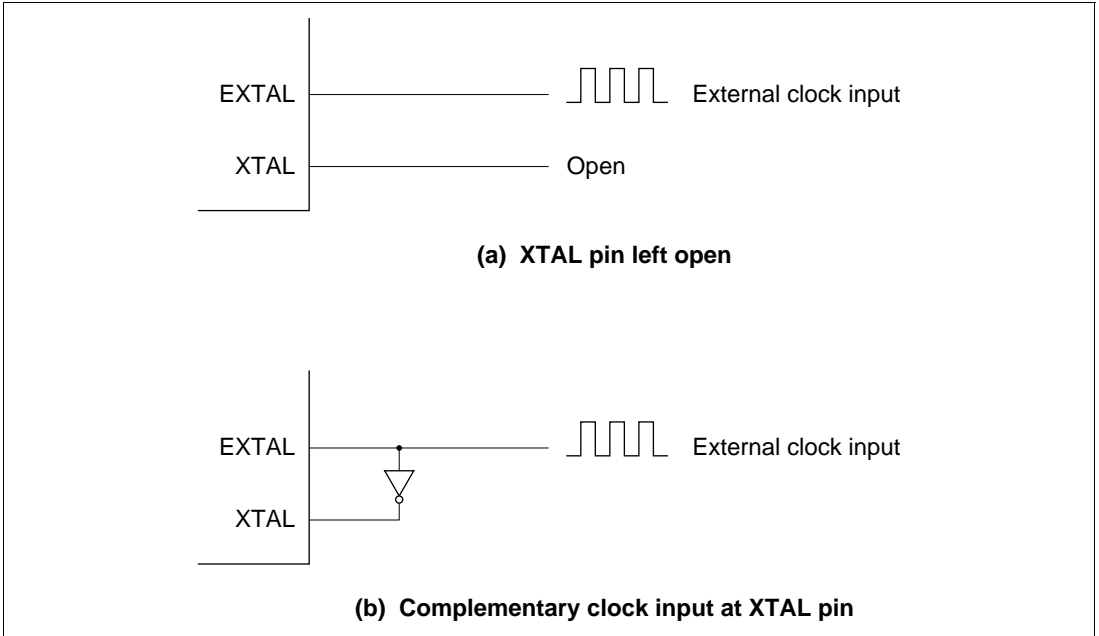 EXTAL
External clock input
XTAL
Open
(a) XTAL pin left open
EXTAL
External clock input
XTAL
(b) Complementary clock input at XTAL pin